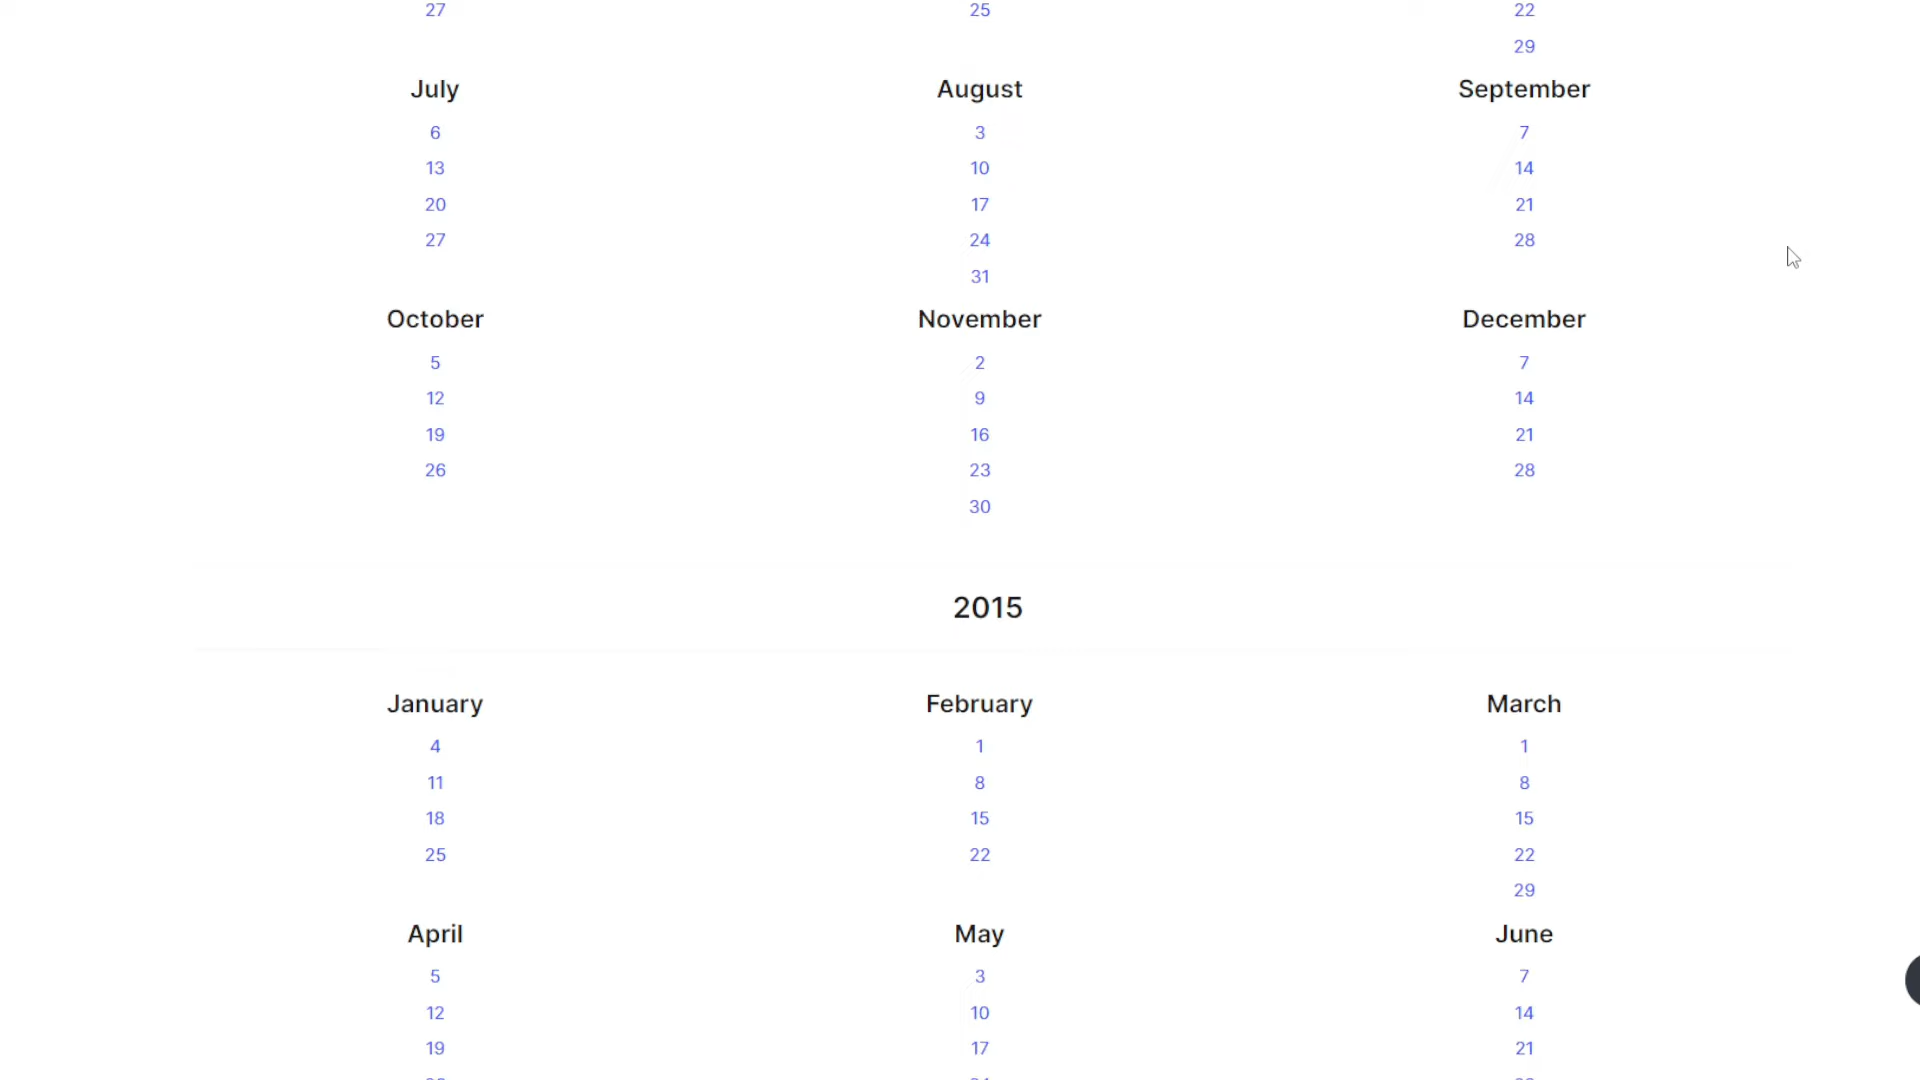 27 25 22
29
July August September
6 3 7
13 10 14
20 17 21
27 24 28
31
October November December
5 2 7
12 9 14
19 16 21
26 23 28
30
2015
January February March
4 1 1
11 8 8
18 15 15
25 22 22
29
April May June
5 3 7
12 10 14
19 17 21